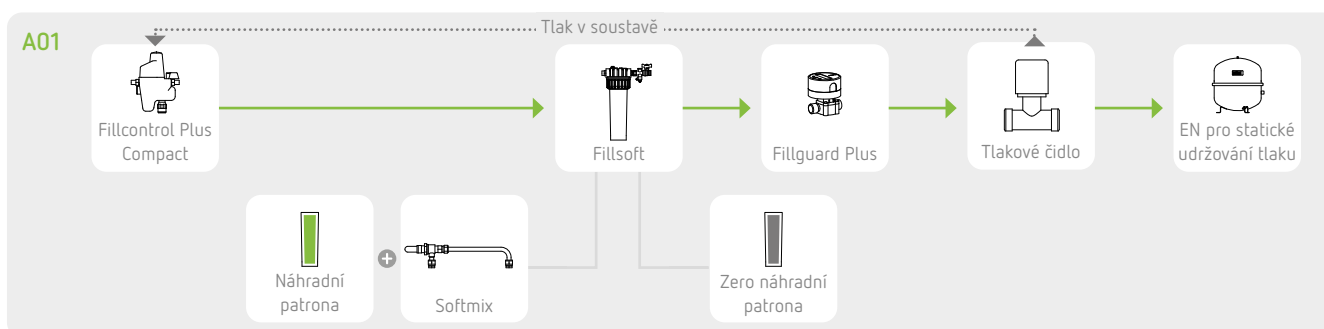 A01
Tlak v soustavě
Fillcontrol Plus
Compact
Fillsoft
Fillguard Plus
Tlakové čidlo
EN pro statické
udržování tlaku
Náhradní
patrona
Softmix
Zero náhradní
patrona